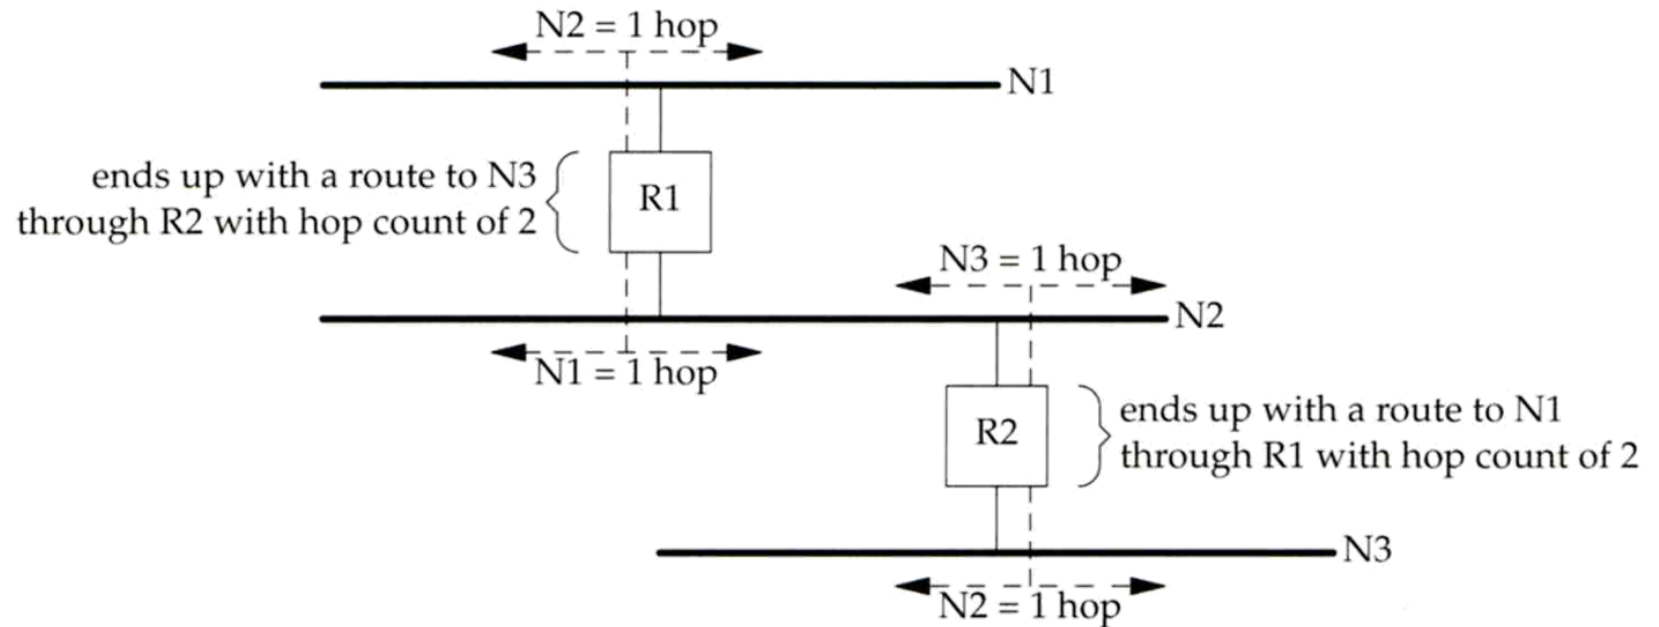 N2 = 1 hop
N1
ends up with a route to N3
through R2 with hop count of 2
R1
N3 = 1 hop
N2
N1 = 1 hop
R2
ends up with a route to N1
through R1 with hop count of 2
N3
N2 = 1 hop